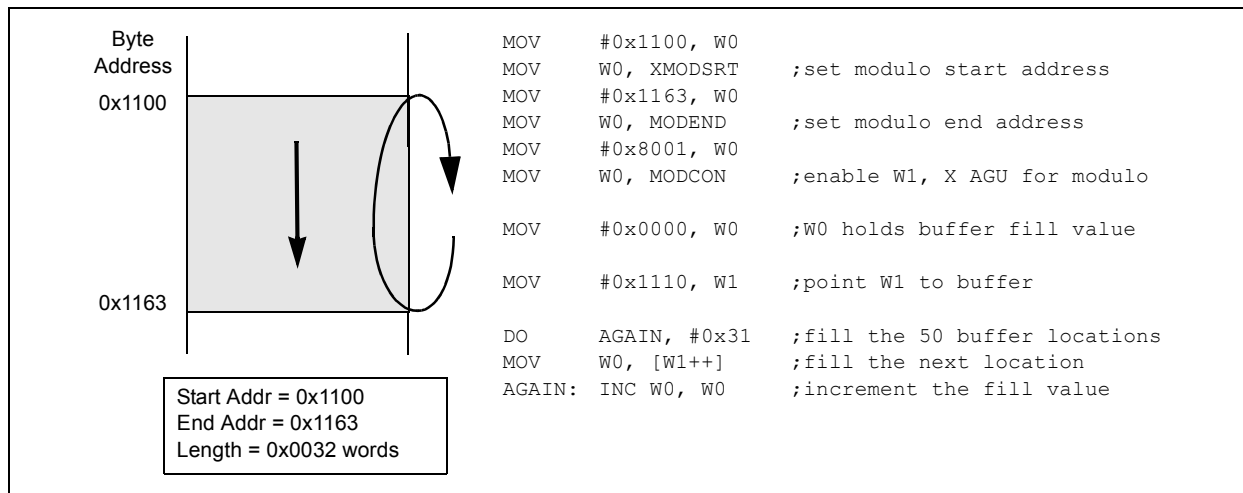 Byte
Address
0x1100
0x1163
Start Addr = 0x1100
End Addr = 0x1163
Length = 0x0032 words
MOV #0x1100, W0
MOV W0, XMODSRT ;set modulo start address
MOV #0x1163, W0
MOV W0, MODEND ;set modulo end address
MOV #0x8001, W0
MOV W0, MODCON ;enable W1, X AGU for modulo
MOV #0x0000, W0 ;W0 holds buffer fill value
MOV #0x1110, W1 ;point W1 to buffer
DO AGAIN, #0x31 ;fill the 50 buffer locations
MOV W0, [W1++] ;fill the next location
AGAIN: INC W0, W0 ;increment the fill value